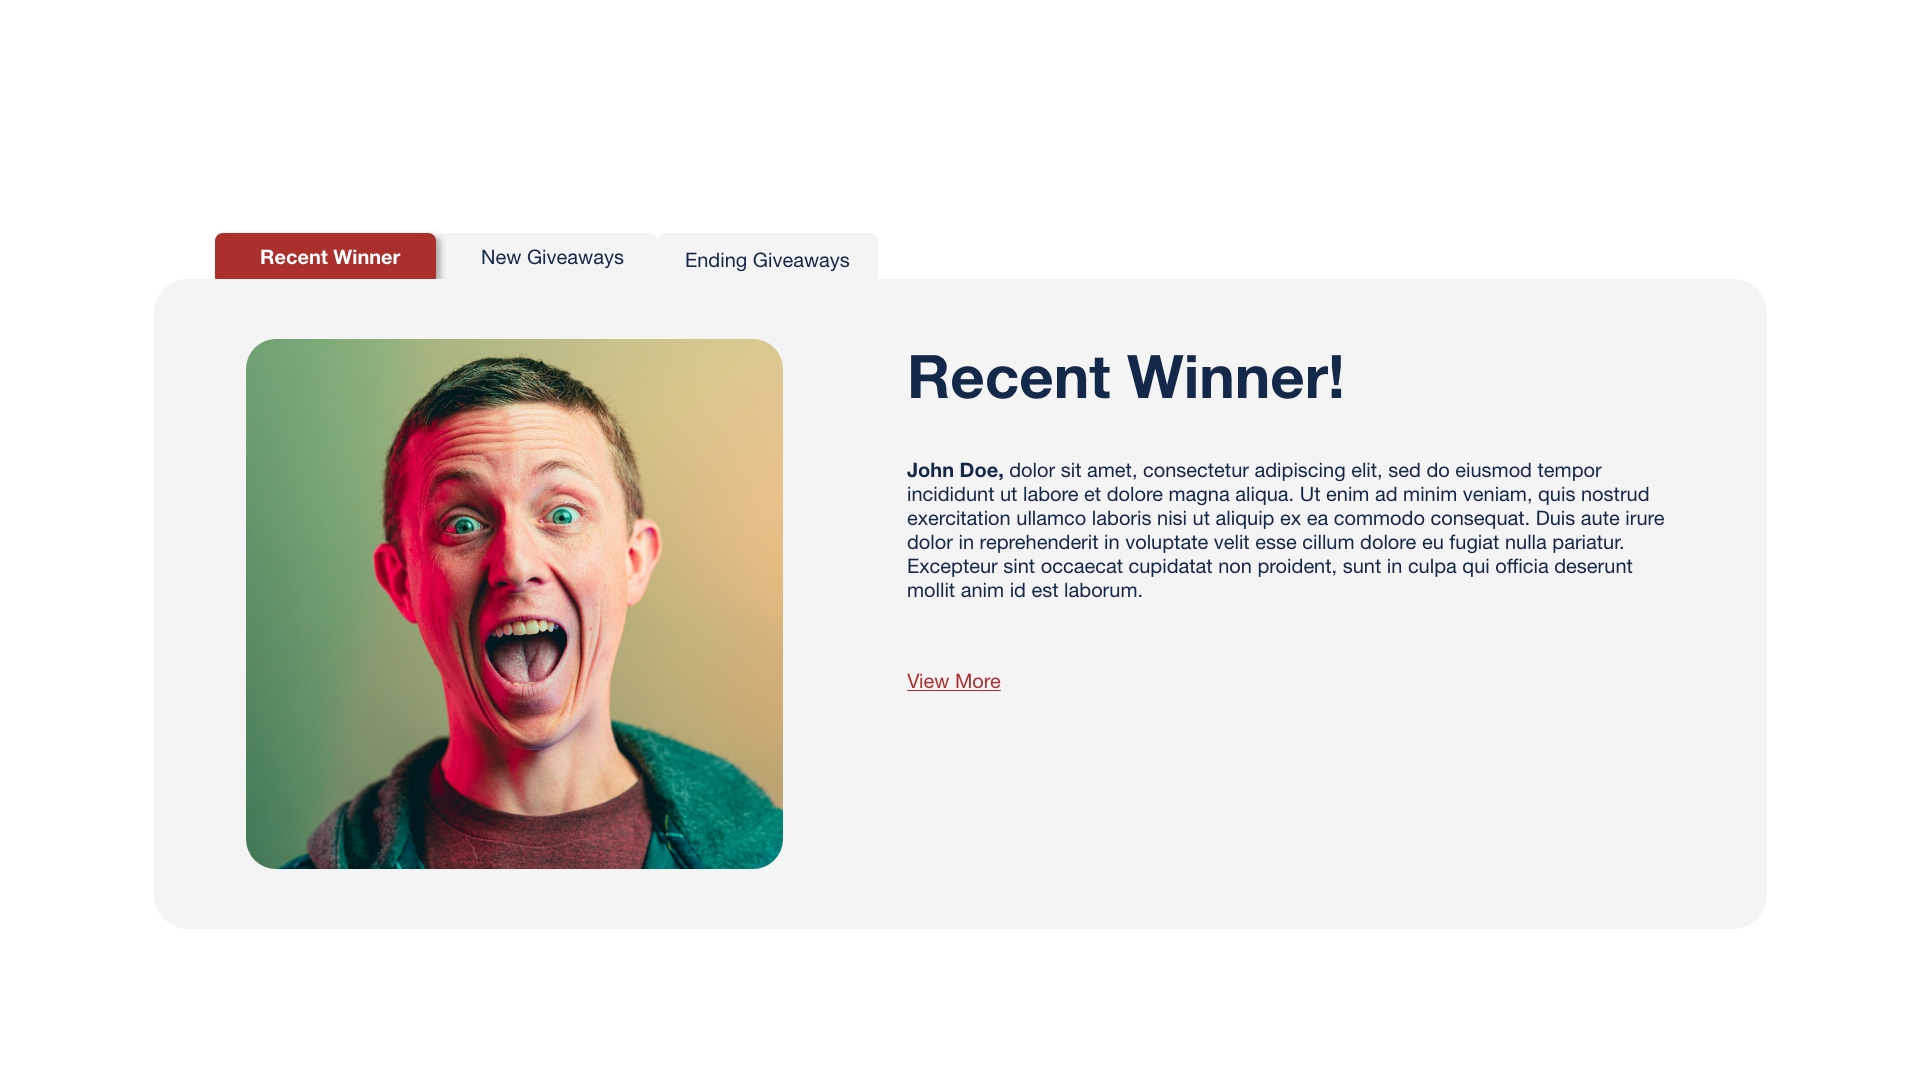 Recent Winner
New Giveaways
Ending Giveaways
Recent Winner!
John Doe, dolor sit amet, consectetur adipiscing elit, sed do eiusmod tempor
incididunt ut labore et dolore magna aliqua. Ut enim ad minim veniam, quis nostrud
exercitation ullamco laboris nisi ut aliquip ex ea commodo consequat. Duis aute irure
dolor in reprehenderit in voluptate velit esse cillum dolore eu fugiat nulla pariatur.
Excepteur sint occaecat cupidatat non proident, sunt in culpa qui officia deserunt
mollit anim id est laborum.
View More